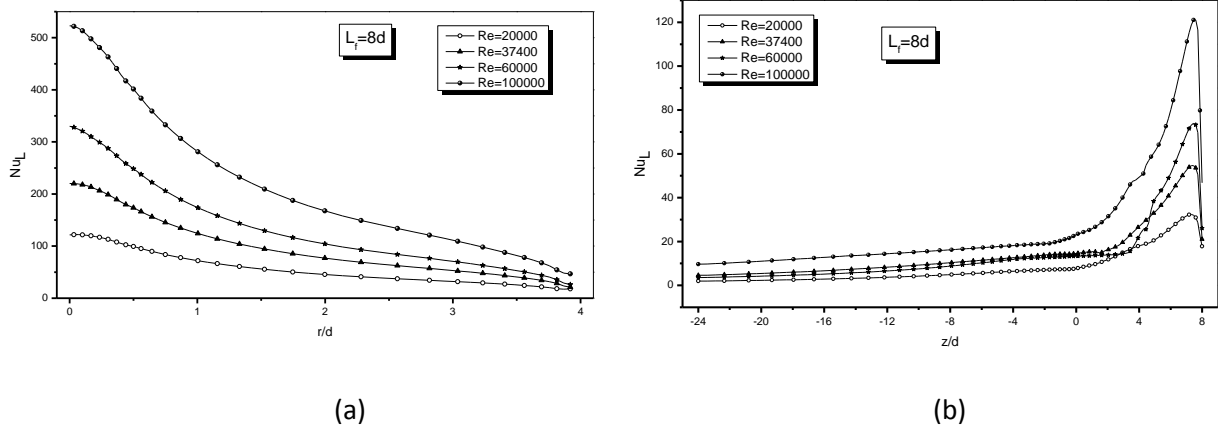 L_f=8d
Re=20000
Re=37400
Re=60000
Re=100000
500
400
300
200
100
0
Nu_L
0 1 2 3 4
r/d
(a)
Re=20000
Re=37400
Re=60000
Re=100000
L_f=8d
120
100
80
60
40
20
0
Nu_L
-24 -20 -16 -12 -8 -4 0 4 8
z/d
(b)